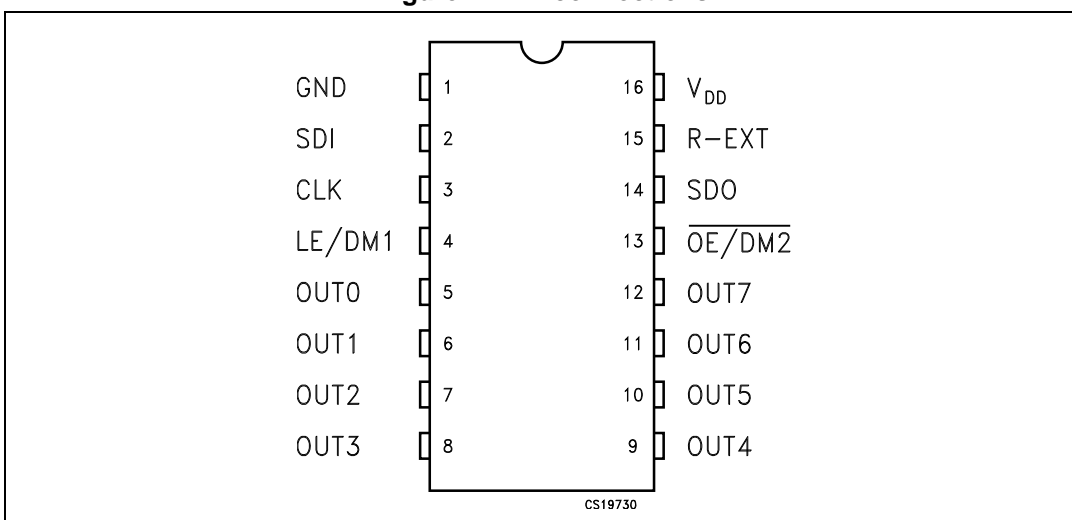 GND 1 16 VDD
SDI 2 15 R-EXT
CLK 3 14 SDO
LE/DM1 4 13 OE/DM2
OUT0 5 12 OUT7
OUT1 6 11 OUT6
OUT2 7 10 OUT5
OUT3 8 9 OUT4
CS19730